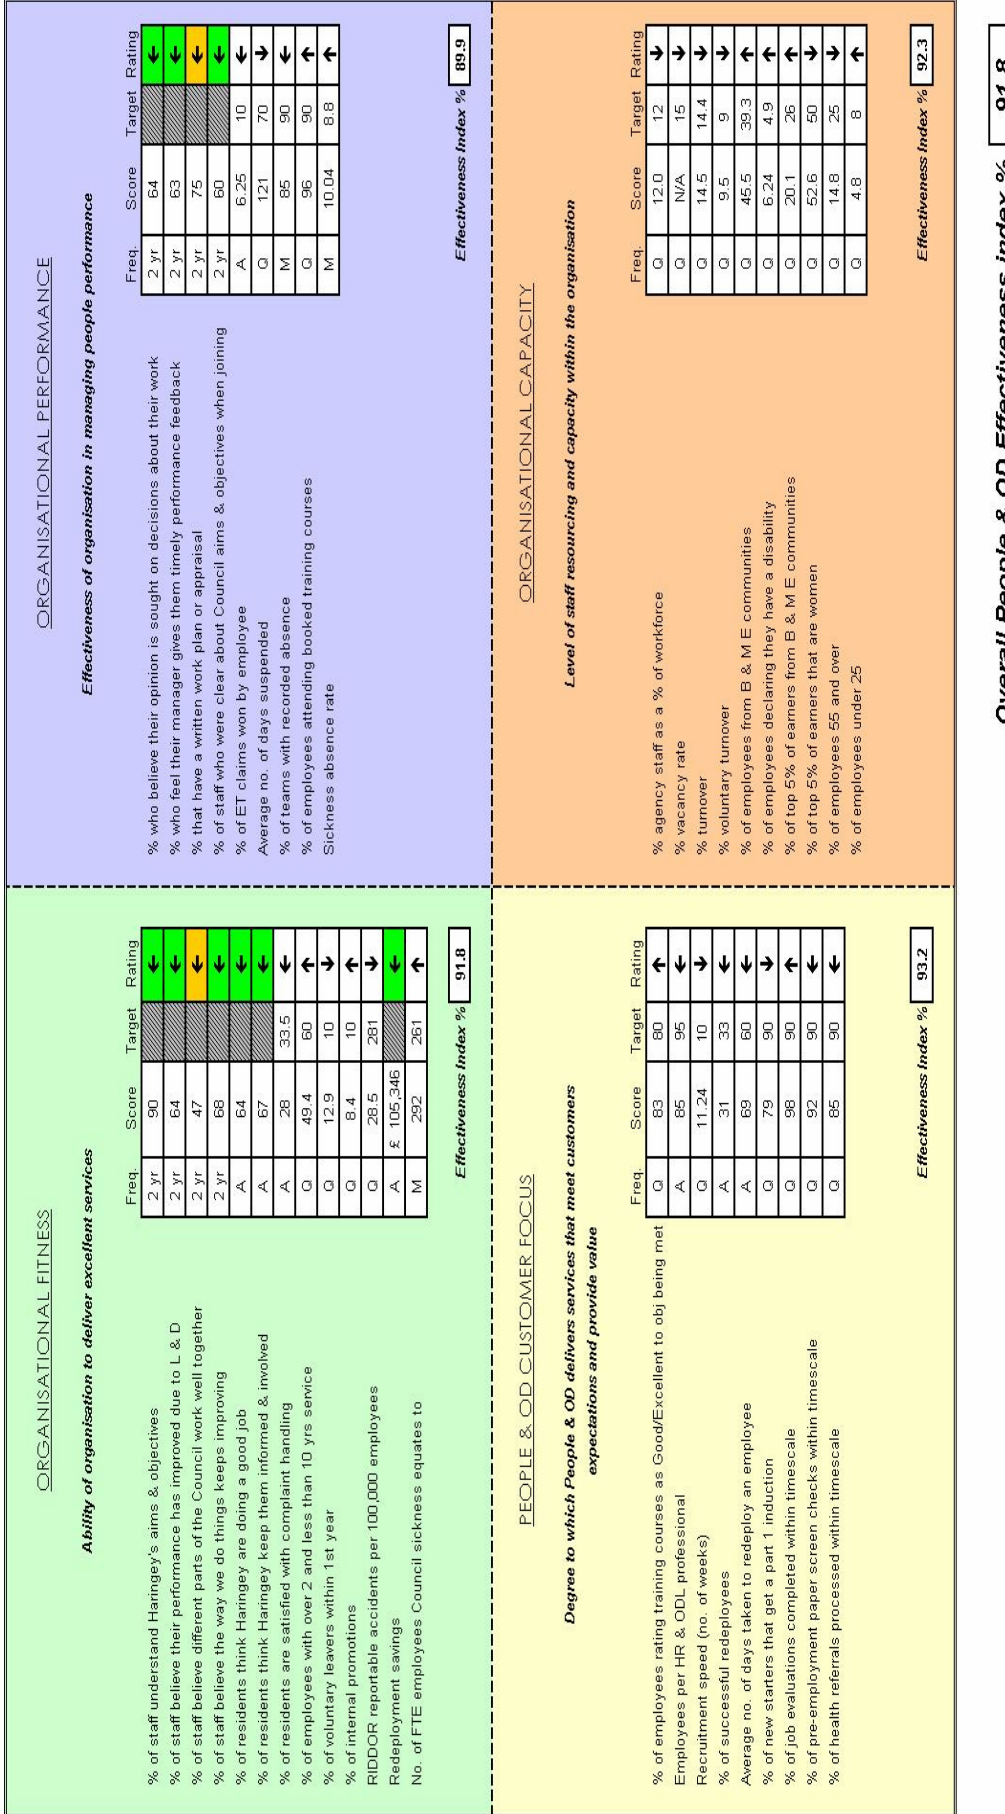 ORGANISATIONAL FITNESS
Ability of organisation to deliver excellent services
Freq. Score Target Rating
% of staff understand Haringey's aims & objectives 2 yr 90
% of staff believe their performance has improved due to L & D 2 yr 64
% of staff believe different parts of the Council work well together 2 yr 47
% of staff believe the way we do things keeps improving 2 yr 68
% of residents think Haringey are doing a good job A 64
% of residents think Haringey keep them informed & involved A 67
% of residents are satisfied with complaint handling A 28 33.5
% of employees with over 2 and less than 10 yrs service Q 49.4 60
% of voluntary leavers within 1st year Q 12.9 10
% of internal promotions Q 8.4 10
RIDDOR reportable accidents per 100,000 employees Q 28.5 281
Redeployment savings A £ 105,346
No. of FTE employees Council sickness equates to M 292 261
Effectiveness Index % 91.8
ORGANISATIONAL PERFORMANCE
Effectiveness of organisation in managing people performance
Freq. Score Target Rating
% who believe their opinion is sought on decisions about their work 2 yr 64
% who feel their manager gives them timely performance feedback 2 yr 63
% that have a written work plan or appraisal 2 yr 75
% of staff who were clear about Council aims & objectives when joining 2 yr 60
% of ET claims won by employee A 6.25 10
Average no. of days suspended Q 121 70
% of teams with recorded absence M 85 90
% of employees attending booked training courses Q 96 90
Sickness absence rate M 10.04 8.8
Effectiveness Index % 89.9
PEOPLE & OD CUSTOMER FOCUS
Degree to which People & OD delivers services that meet customers
expectations and provide value
Freq. Score Target Rating
% of employees rating training courses as Good/Excellent to obj being met Q 83 80
Employees per HR & ODL professional A 85 95
Recruitment speed (no. of weeks) Q 11.24 10
% of successful redeployees A 31 33
Average no. of days taken to redeploy an employee A 69 60
% of new starters that get a part 1 induction Q 79 90
% of job evaluations completed within timescale Q 98 90
% of pre-employment paper screen checks within timescale Q 92 90
% of health referrals processed within timescale Q 85 90
Effectiveness Index % 93.2
ORGANISATIONAL CAPACITY
Level of staff resourcing and capacity within the organisation
Freq. Score Target Rating
% agency staff as a % of workforce Q 12.0 12
% vacancy rate Q N/A 15
% turnover Q 14.5 14.4
% voluntary turnover Q 9.5 9
% of employees from B & M E communities Q 45.5 39.3
% of employees declaring they have a disability Q 6.24 4.9
% of top 5% of earners from B & M E communities Q 20.1 26
% of top 5% of earners that are women Q 52.6 50
% of employees 55 and over Q 14.8 25
% of employees under 25 Q 4.8 8
Effectiveness Index % 92.3
Overall People & OD Effectiveness index % 91.8